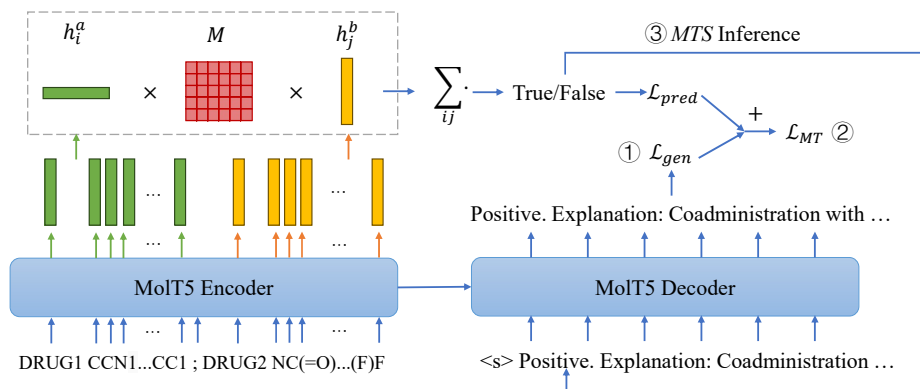 h_i^a
M
h_j^b
× ×
∑_{ij} ·
True/False
ℒ_pred
③ MTS Inference
+
ℒ_MT ②
① ℒ_gen
... ...
Positive. Explanation: Coadministration with …
... ...
MolT5 Encoder
MolT5 Decoder
... ...
DRUG1 CCN1...CC1 ; DRUG2 NC(=O)...(F)F
<s> Positive. Explanation: Coadministration …